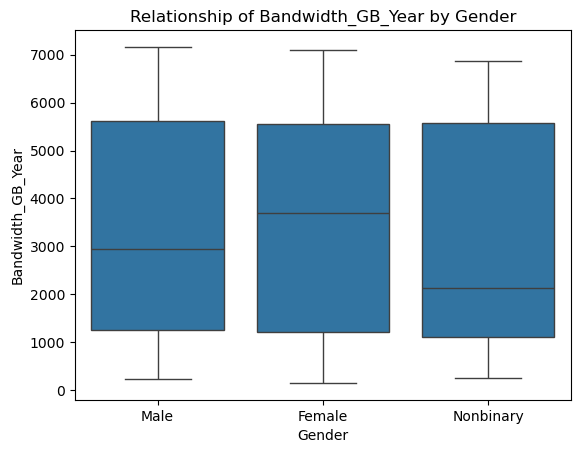 Relationship of Bandwidth_GB_Year by Gender
Bandwidth_GB_Year
7000
6000
5000
4000
3000
2000
1000
0
Male Female Nonbinary
Gender